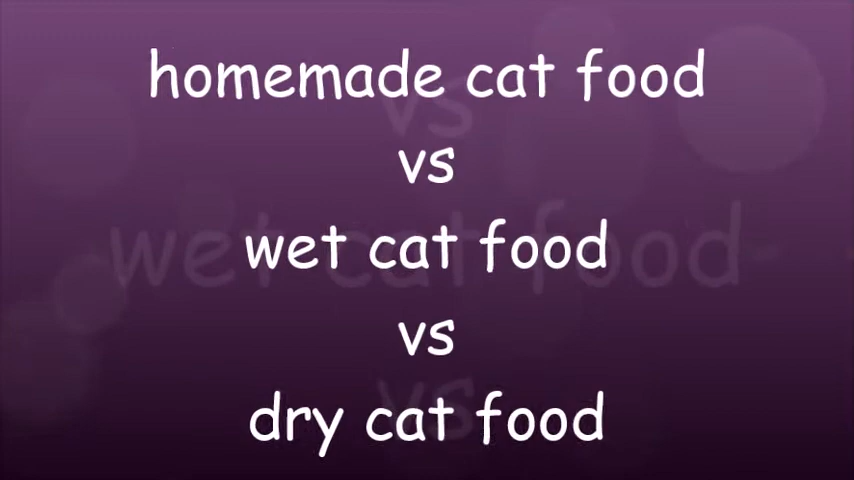 homemade cat food
vs
wet cat food
vs
dry cat food